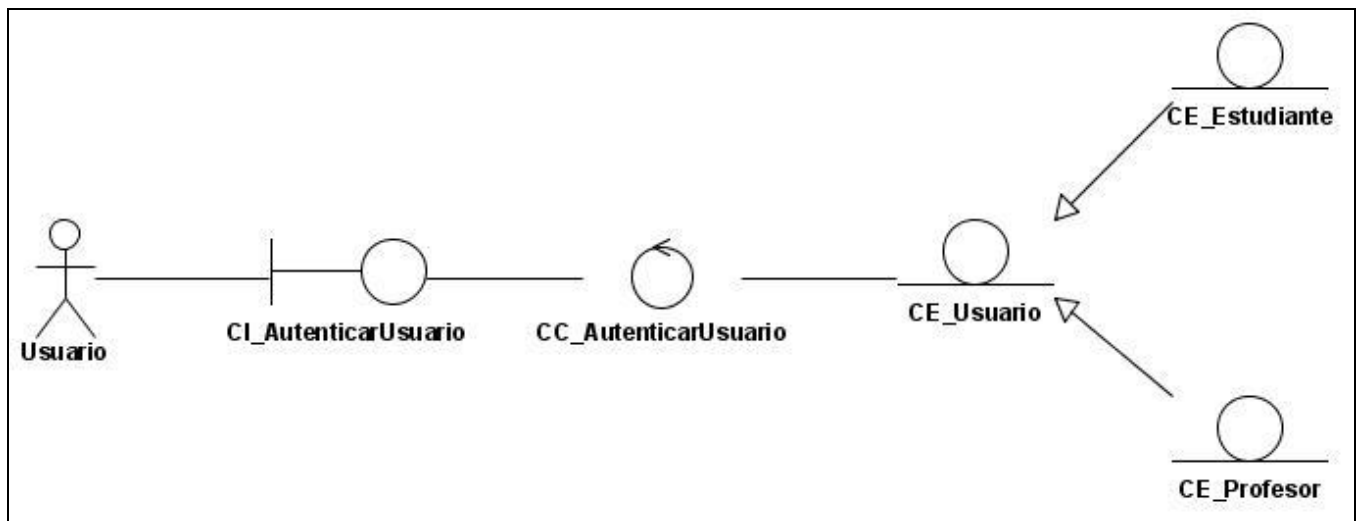 Usuario
CI_AutenticarUsuario
CC_AutenticarUsuario
CE_Usuario
CE_Estudiante
CE_Profesor